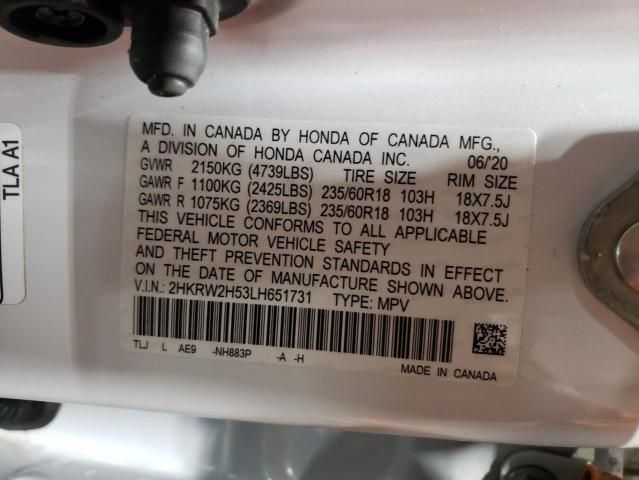 TLA A1
MFD. IN CANADA BY HONDA OF CANADA MFG.,
A DIVISION OF HONDA CANADA INC. 06/'20
GVWR 2150KG (4739LBS) TIRE SIZE RIM SIZE
GAWR F 1100KG (2425LBS) 235/60R18 103H 18X7.5J
GAWR R 1075KG (2369LBS) 235/60R18 103H 18X7.5J
THIS VEHICLE CONFORMS TO ALL APPLICABLE
FEDERAL MOTOR VEHICLE SAFETY
AND THEFT PREVENTION STANDARDS IN EFFECT
ON THE DATE OF MANUFACTURE SHOWN ABOVE.
V.I.N.: 2HKRW2H53LH651731 TYPE: MPV
TLJ L AE9 -NH883P -A -H
MADE IN CANADA